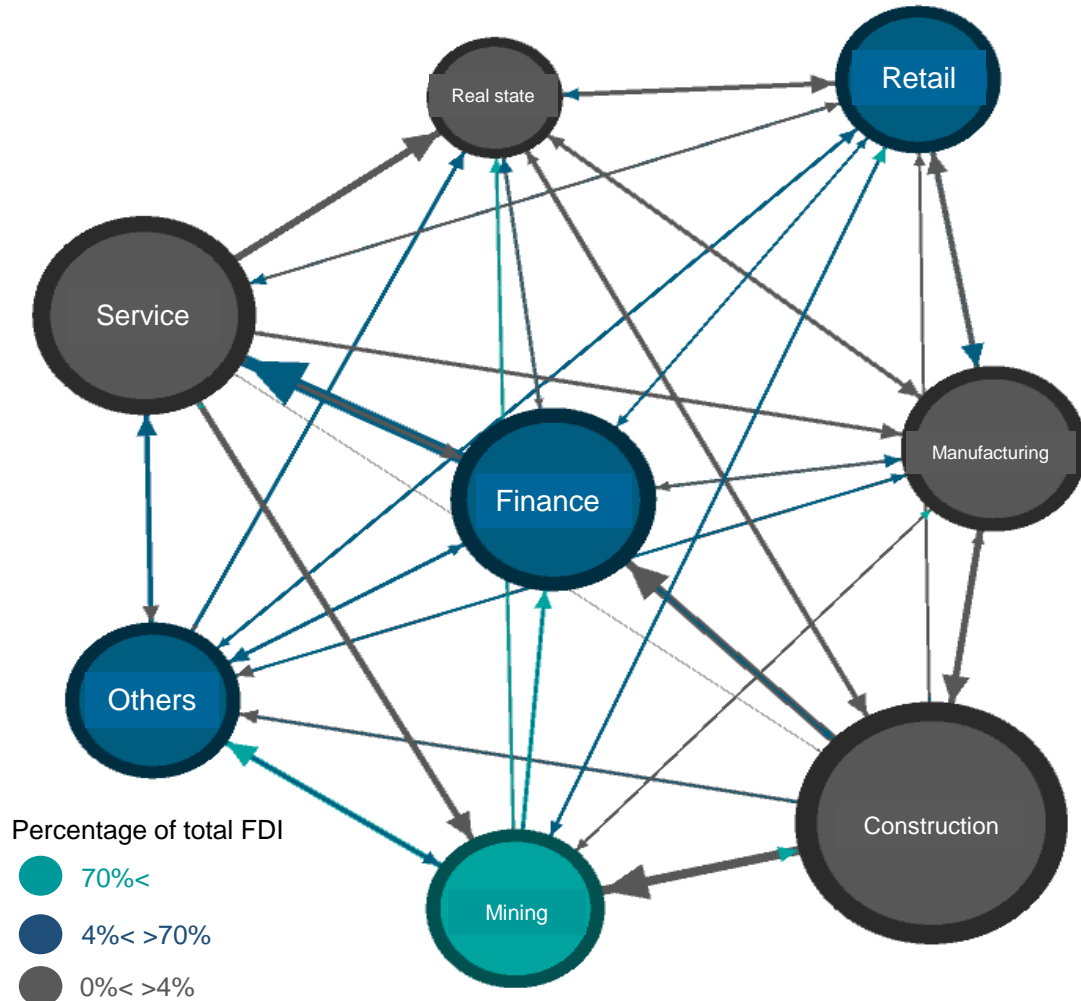 Retail
Real state
Service
Manufacturing
Finance
Others
Construction
Mining
Percentage of total FDI
70%<
4%< >70%
0%< >4%